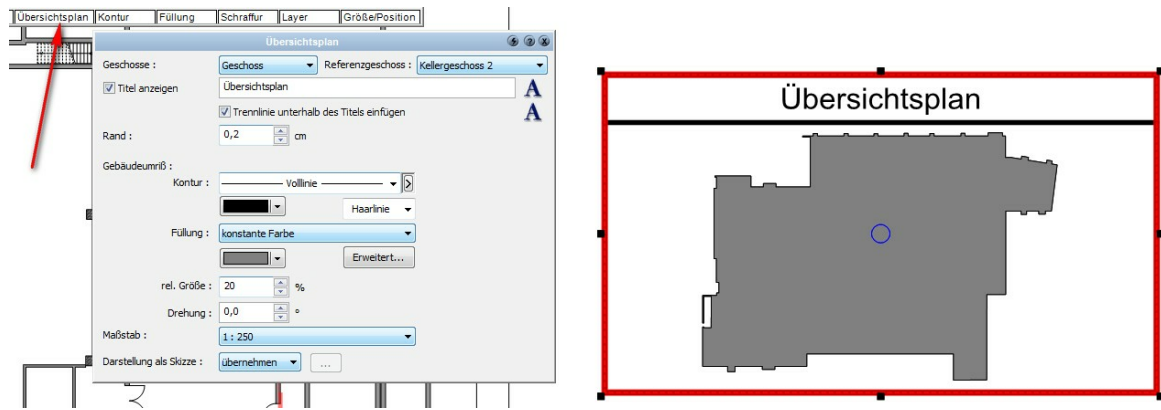 Übersichtsplan Kontur Füllung Schraffur Layer Größe/Position
Übersichtsplan
Geschosse : Geschoss Referenzgeschoss : Kellergeschoss 2
Titel anzeigen Übersichtsplan A
Trennlinie unterhalb des Titels einfügen A
Rand : 0,2 cm
Gebäudeumriß :
Kontur : Volllinie >
Haarlinie
Füllung : konstante Farbe
Erweitert...
rel. Größe : 20 %
Drehung : 0,0 °
Maßstab : 1 : 250
Darstellung als Skizze : übernehmen ...
Übersichtsplan